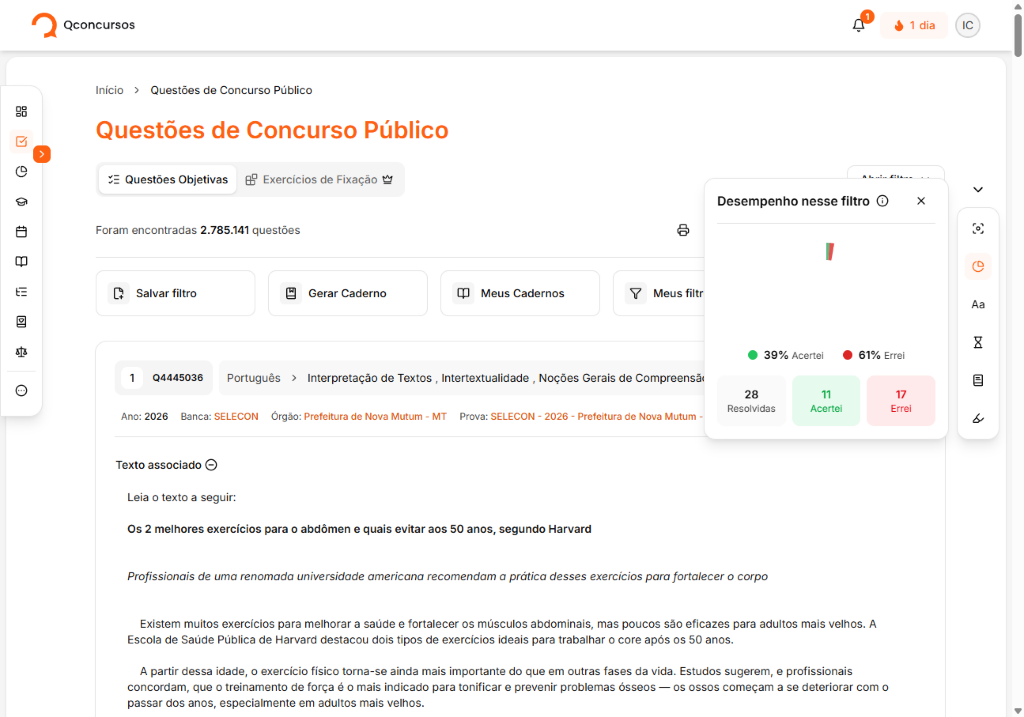 Qconcursos
1
1 dia
IC
Início > Questões de Concurso Público
Questões de Concurso Público
Questões Objetivas
Exercícios de Fixação
Abrir filtro
Foram encontradas 2.785.141 questões
Salvar filtro
Gerar Caderno
Meus Cadernos
Meus filtr
Desempenho nesse filtro
39% Acertei
61% Errei
28
Resolvidas
11
Acertei
17
Errei
Aa
1 Q4445036
Português > Interpretação de Textos , Intertextualidade , Noções Gerais de Compreensão
Ano: 2026 Banca: SELECON Órgão: Prefeitura de Nova Mutum - MT Prova: SELECON - 2026 - Prefeitura de Nova Mutum -
Texto associado
Leia o texto a seguir:
Os 2 melhores exercícios para o abdômen e quais evitar aos 50 anos, segundo Harvard
Profissionais de uma renomada universidade americana recomendam a prática desses exercícios para fortalecer o corpo
Existem muitos exercícios para melhorar a saúde e fortalecer os músculos abdominais, mas poucos são eficazes para adultos mais velhos. A
Escola de Saúde Pública de Harvard destacou dois tipos de exercícios ideais para trabalhar o core após os 50 anos.
A partir dessa idade, o exercício físico torna-se ainda mais importante do que em outras fases da vida. Estudos sugerem, e profissionais
concordam, que o treinamento de força é o mais indicado para tonificar e prevenir problemas ósseos — os ossos começam a se deteriorar com o
passar dos anos, especialmente em adultos mais velhos.